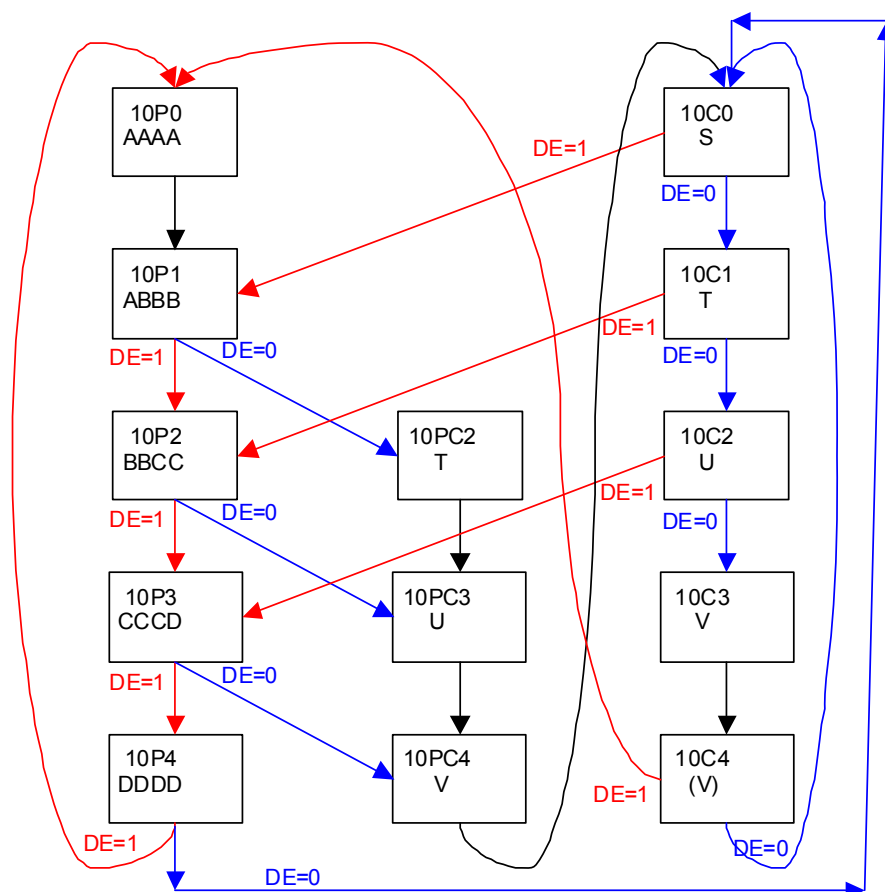 10P0
AAAA
10C0
S
DE=1
DE=0
10P1
ABBB
10C1
T
DE=1
DE=1
DE=0
DE=0
10P2
BBCC
10PC2
T
10C2
U
DE=1
DE=1
DE=0
DE=0
10P3
CCCD
10PC3
U
10C3
V
DE=1
DE=0
10P4
DDDD
10PC4
V
10C4
(V)
DE=1
DE=1
DE=0
DE=0